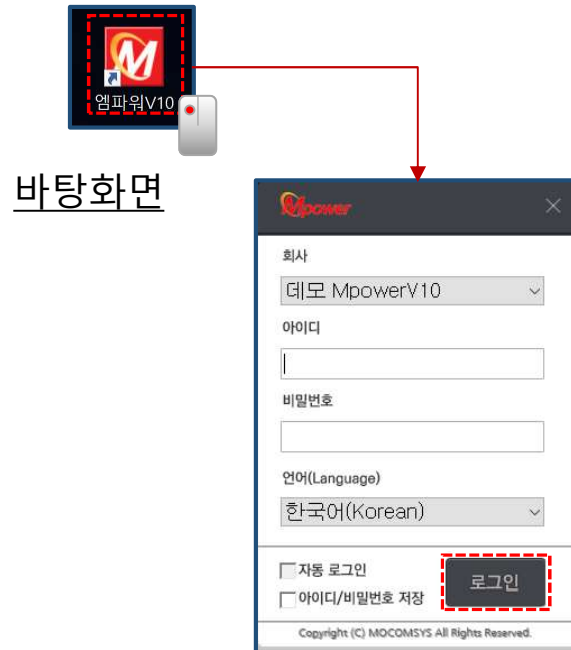 엠파워V10
바탕화면
Mpower
회사
데모 MpowerV10
아이디
비밀번호
언어(Language)
한국어(Korean)
자동 로그인
아이디/비밀번호 저장
로그인
Copyright (C) MOCOMSYS All Rights Reserved.